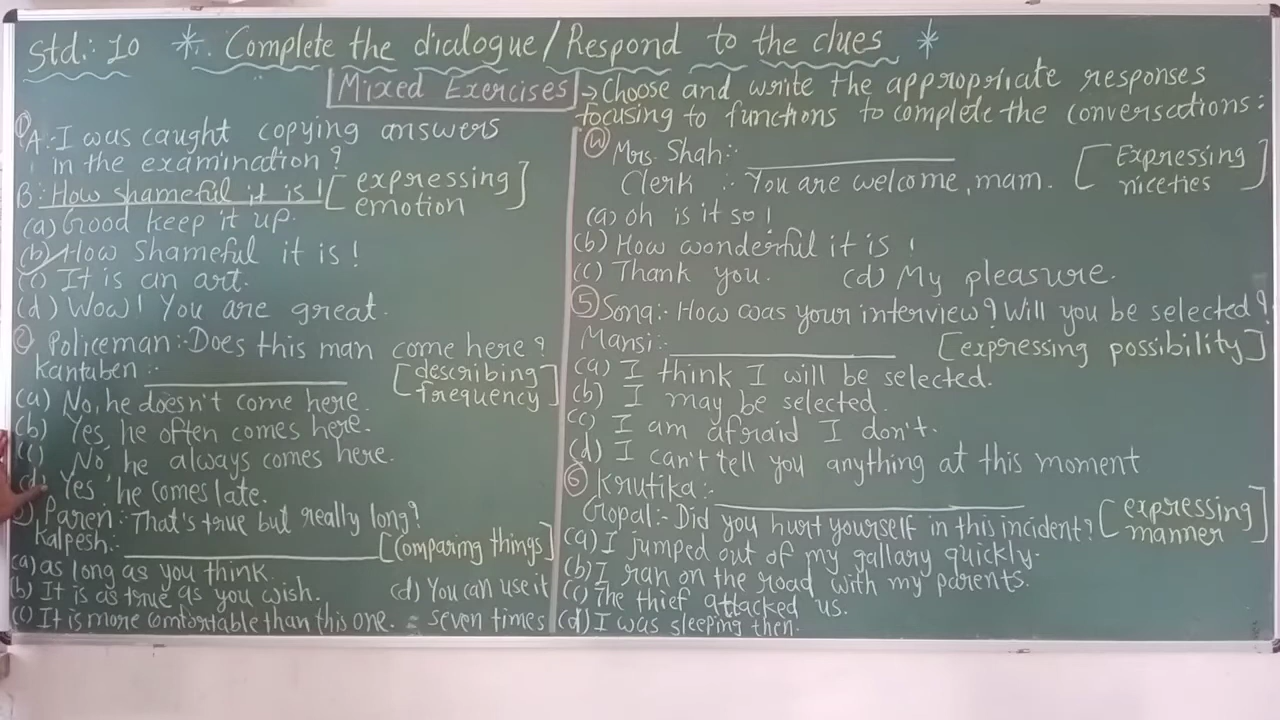 Std.: 10 *. Complete the dialogue/Respond to the clues *
Mixed Exercises → Choose and write the appropriate responses
focusing to functions to complete the conversations:
① A.: I was caught copying answers
in the examination?
B: How shameful it is! [expressing
emotion]
(a) Good keep it up.
(b) How Shameful it is!
(c) It is an art.
(d) Wow! You are great.
② Policeman:- Does this man come here?
Kantaben :- ____________ [describing
frequency]
(a) No, he doesn't come here.
(b) Yes, he often comes here.
(c) No, he always comes here.
(d) Yes, he comes late.
Paren:- That's true but really long?
Kalpesh:- ____________ [Comparing things]
(a) as long as you think.
(b) It is as true as you wish. (d) You can use it
(c) It is more comfortable than this one. seven times
④ Mrs. Shah:- ____________ [Expressing
Clerk :- You are welcome, mam. niceties]
(a) oh is it so!
(b) How wonderful it is!
(c) Thank you. (d) My pleasure.
⑤ Sona:- How was your interview? Will you be selected?
Mansi:- ____________ [expressing possibility]
(a) I think I will be selected.
(b) I may be selected.
(c) I am afraid I don't.
(d) I can't tell you anything at this moment
⑥ Krutika:- ____________
Gopal:- Did you hurt yourself in this incident? [expressing
manner]
(a) I jumped out of my gallary quickly.
(b) I ran on the road with my parents.
(c) The thief attacked us.
(d) I was sleeping then.